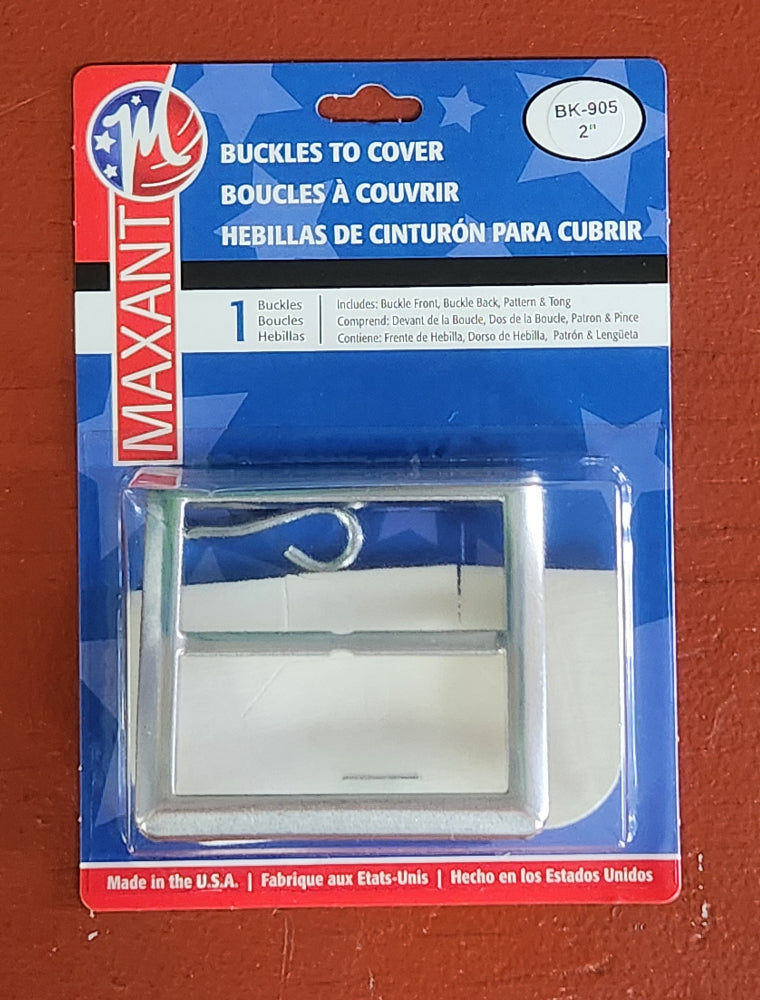 M
MAXANT
BK-905
2"
BUCKLES TO COVER
BOUCLES À COUVRIR
HEBILLAS DE CINTURÓN PARA CUBRIR
1
Buckles
Boucles
Hebillas
Includes: Buckle Front, Buckle Back, Pattern & Tong
Comprend: Devant de la Boucle, Dos de la Boucle, Patron & Pince
Contiene: Frente de Hebilla, Dorso de Hebilla, Patrón & Lengüeta
Made in the U.S.A. | Fabrique aux Etats-Unis | Hecho en los Estados Unidos